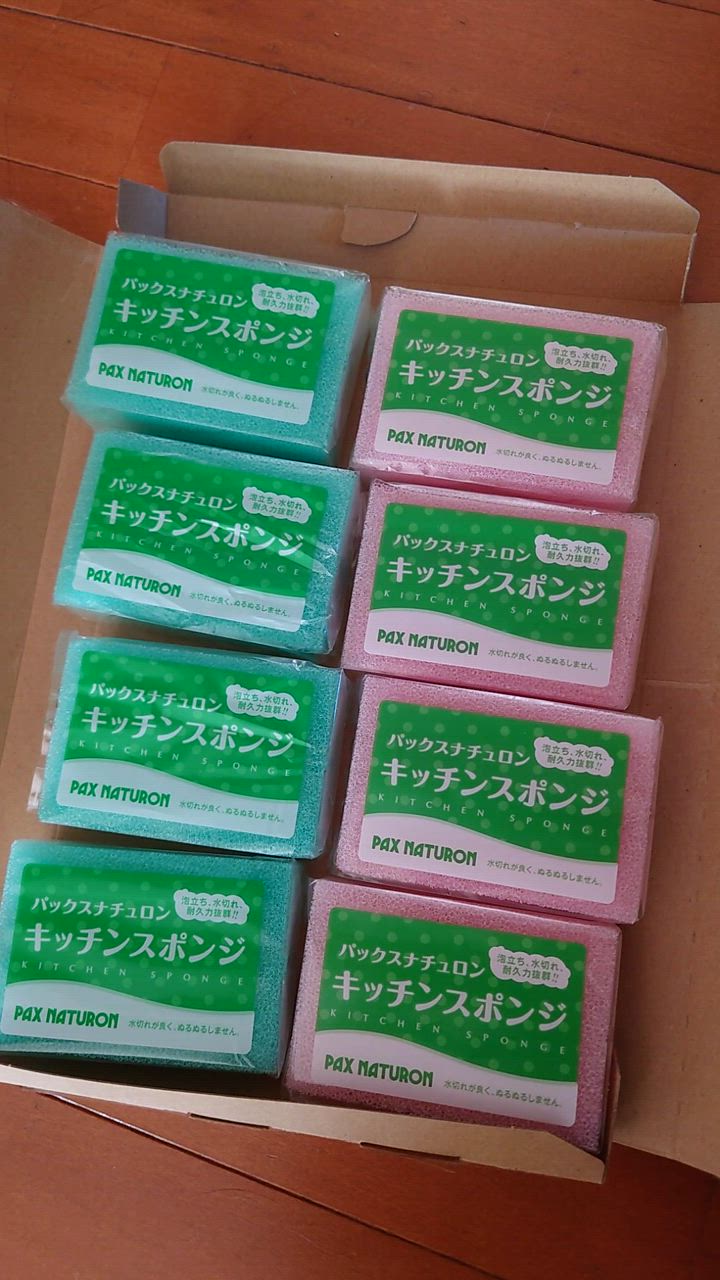 パックスナチュロン
泡立ち、水切れ、
耐久力抜群!!
キッチンスポンジ
KITCHEN SPONGE
PAX NATURON
水切れが良く、ぬるぬるしません。
パックスナチュロン
泡立ち、水切れ、
耐久力抜群!!
キッチンスポンジ
KITCHEN SPONGE
PAX NATURON
水切れが良く、ぬるぬるしません。
パックスナチュロン
泡立ち、水切れ、
耐久力抜群!!
キッチンスポンジ
KITCHEN SPONGE
PAX NATURON
水切れが良く、ぬるぬるしません。
パックスナチュロン
泡立ち、水切れ、
耐久力抜群!!
キッチンスポンジ
KITCHEN SPONGE
PAX NATURON
水切れが良く、ぬるぬるしません。
パックスナチュロン
泡立ち、水切れ、
耐久力抜群!!
キッチンスポンジ
KITCHEN SPONGE
PAX NATURON
水切れが良く、ぬるぬるしません。
パックスナチュロン
泡立ち、水切れ、
耐久力抜群!!
キッチンスポンジ
KITCHEN SPONGE
PAX NATURON
水切れが良く、ぬるぬるしません。
パックスナチュロン
泡立ち、水切れ、
耐久力抜群!!
キッチンスポンジ
KITCHEN SPONGE
PAX NATURON
水切れが良く、ぬるぬるしません。
パックスナチュロン
泡立ち、水切れ、
耐久力抜群!!
キッチンスポンジ
KITCHEN SPONGE
PAX NATURON
水切れが良く、ぬるぬるしません。